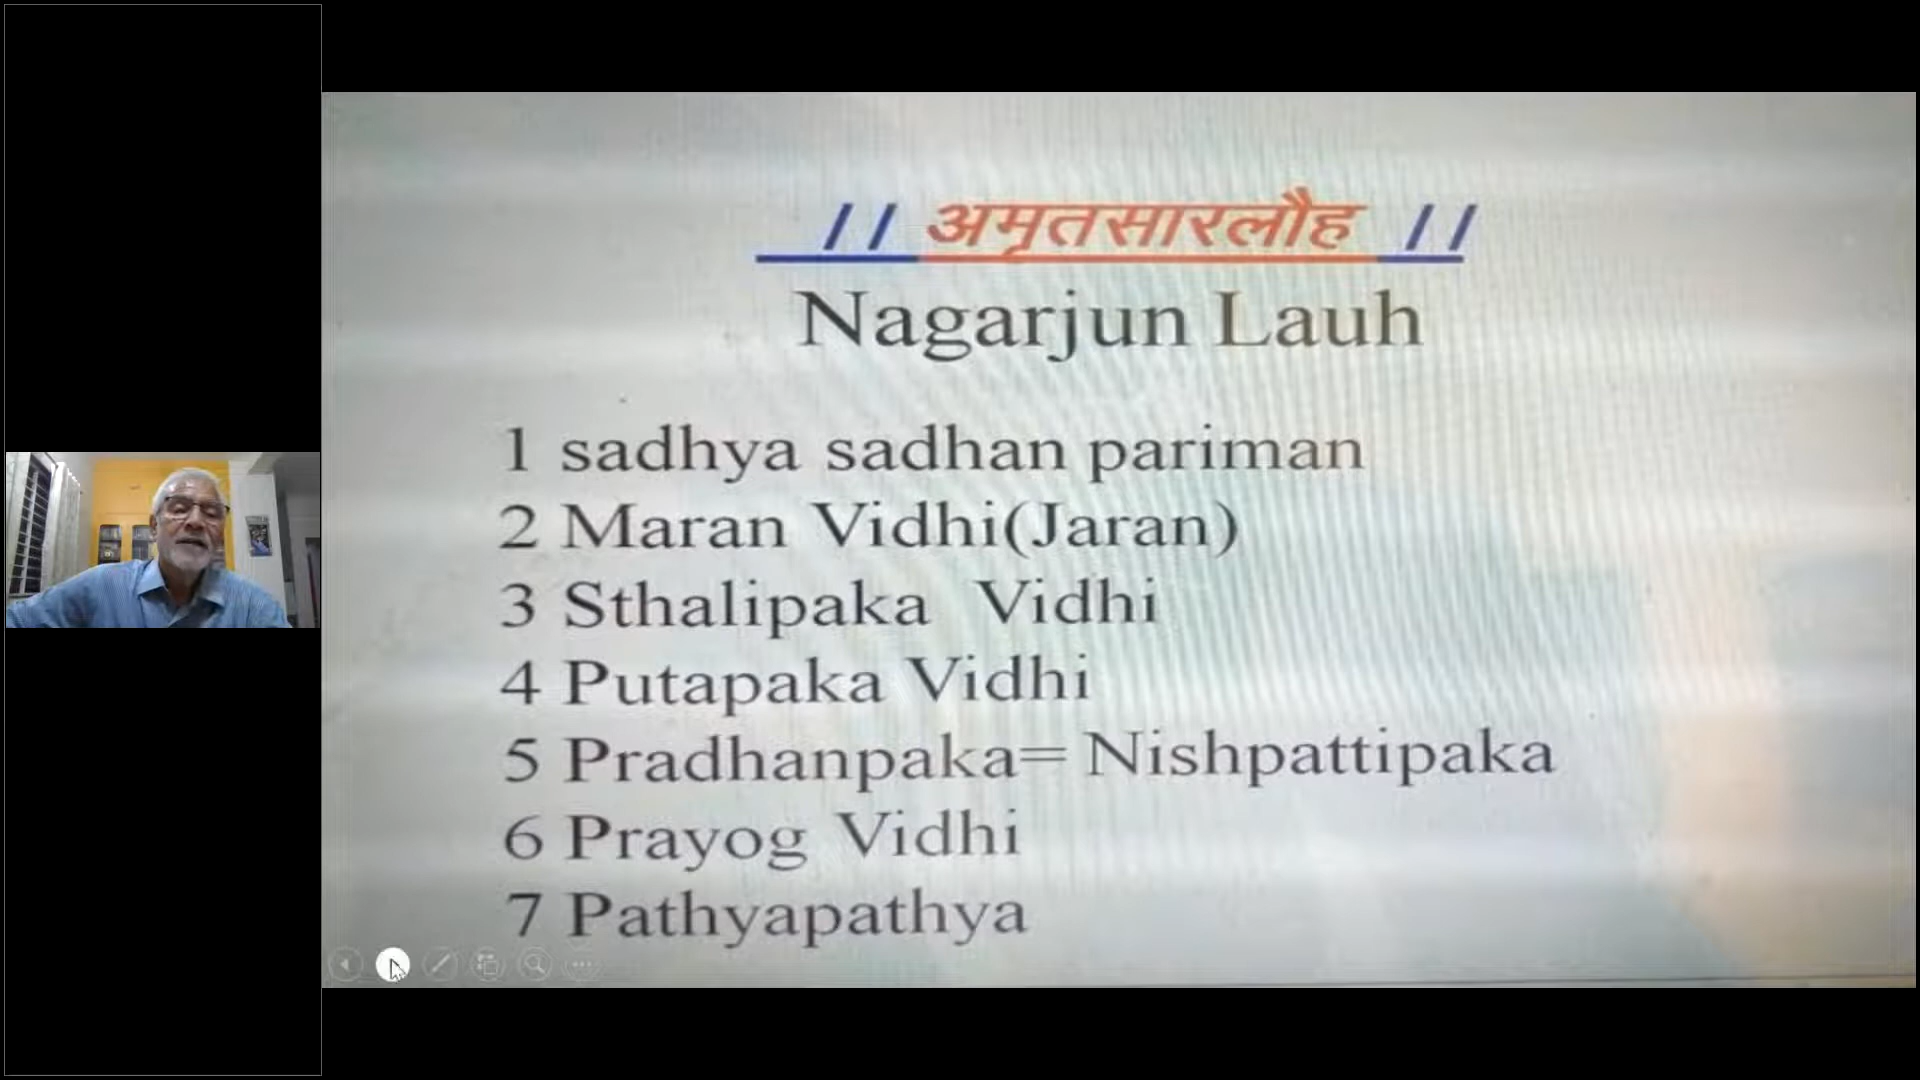 // अमृतसारलौह //
Nagarjun Lauh
1 sadhya sadhan pariman
2 Maran Vidhi(Jaran)
3 Sthalipaka Vidhi
4 Putapaka Vidhi
5 Pradhanpaka= Nishpattipaka
6 Prayog Vidhi
7 Pathyapathya